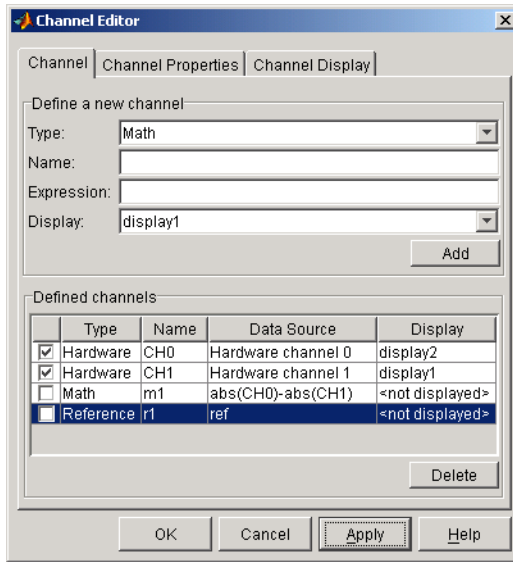 Channel Editor
Channel Channel Properties Channel Display
Define a new channel
Type: Math
Name:
Expression:
Display: display1
Add
Defined channels
Type Name Data Source Display
Hardware CH0 Hardware channel 0 display2
Hardware CH1 Hardware channel 1 display1
Math m1 abs(CH0)-abs(CH1) <not displayed>
Reference r1 ref <not displayed>
Delete
OK Cancel Apply Help